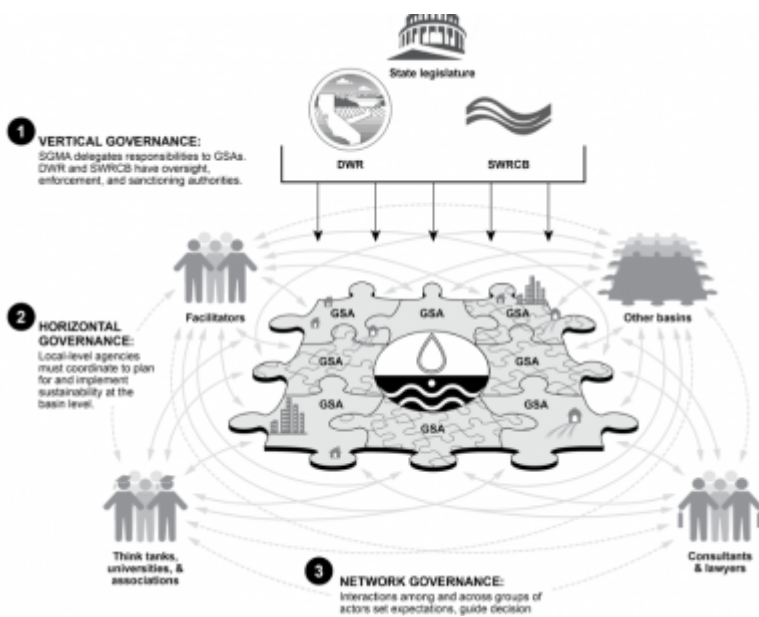 State legislature
1
VERTICAL GOVERNANCE:
SGMA delegates responsibilities to GSAs.
DWR and SWRCB have oversight,
enforcement, and sanctioning authorities.
DWR
SWRCB
Facilitators
Other basins
2
HORIZONTAL
GOVERNANCE:
Local-level agencies
must coordinate to plan
for and implement
sustainability at the
basin level.
GSA
GSA
GSA
GSA
GSA
GSA
GSA
GSA
Think tanks,
universities, &
associations
Consultants
& lawyers
3
NETWORK GOVERNANCE:
Interactions among and across groups of
actors set expectations, guide decision